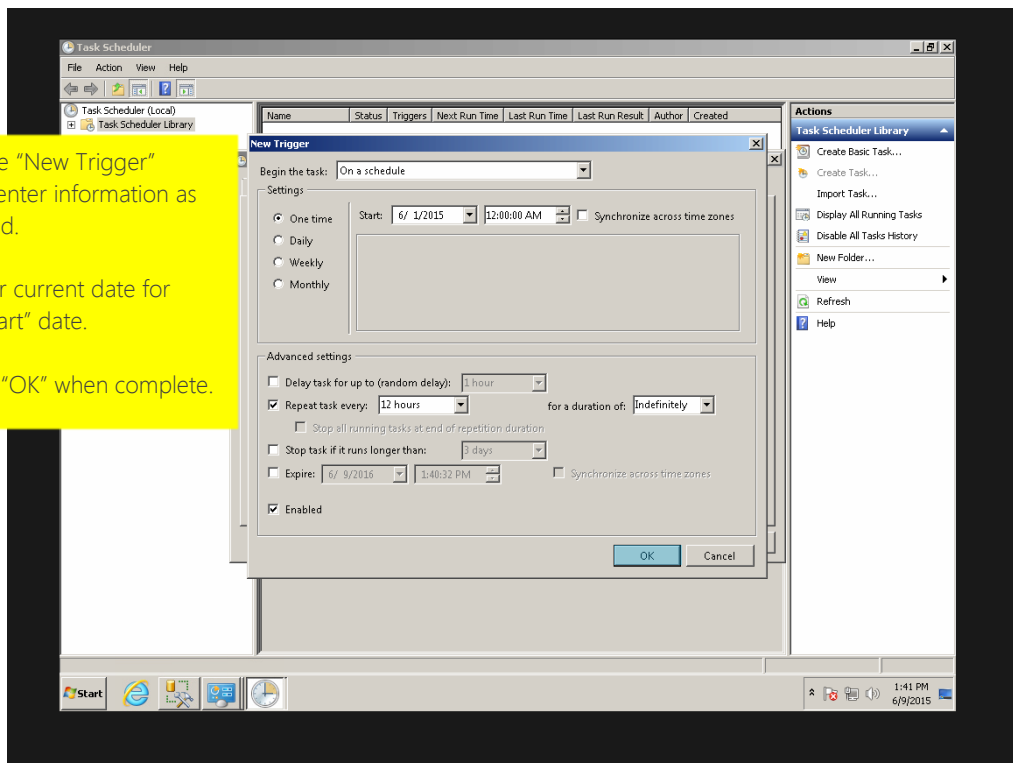 Task Scheduler
File Action View Help
Task Scheduler (Local)
Task Scheduler Library
Name Status Triggers Next Run Time Last Run Time Last Run Result Author Created
Actions
Task Scheduler Library
Create Basic Task...
Create Task...
Import Task...
Display All Running Tasks
Disable All Tasks History
New Folder...
View
Refresh
Help
e “New Trigger”
enter information as
d.
r current date for
art” date.
“OK” when complete.
New Trigger
Begin the task: On a schedule
Settings
One time
Daily
Weekly
Monthly
Start: 6/ 1/2015 12:00:00 AM Synchronize across time zones
Advanced settings
Delay task for up to (random delay): 1 hour
Repeat task every: 12 hours for a duration of: Indefinitely
Stop all running tasks at end of repetition duration
Stop task if it runs longer than: 3 days
Expire: 6/ 9/2016 1:40:32 PM Synchronize across time zones
Enabled
OK Cancel
Start
1:41 PM
6/9/2015